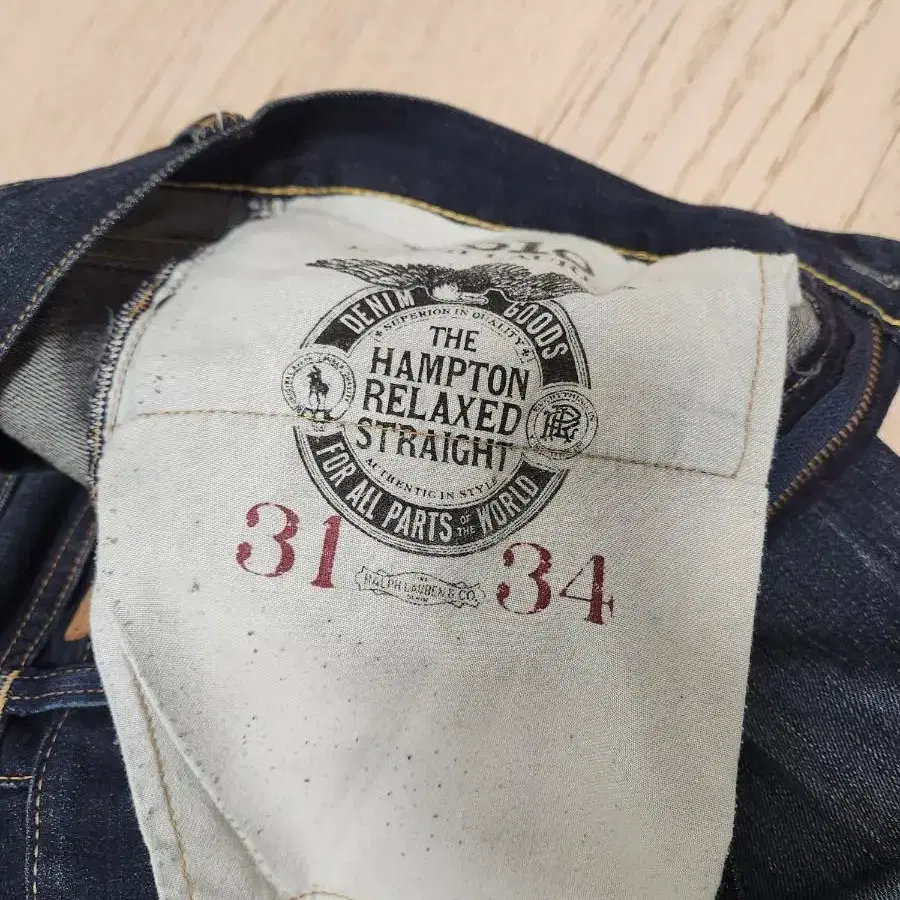 DENIM GOODS
SUPERIOR IN QUALITY
THE
HAMPTON
RELAXED
STRAIGHT
AUTHENTIC IN STYLE
FOR ALL PARTS OF THE WORLD
31 34
RALPH LAUREN & CO.